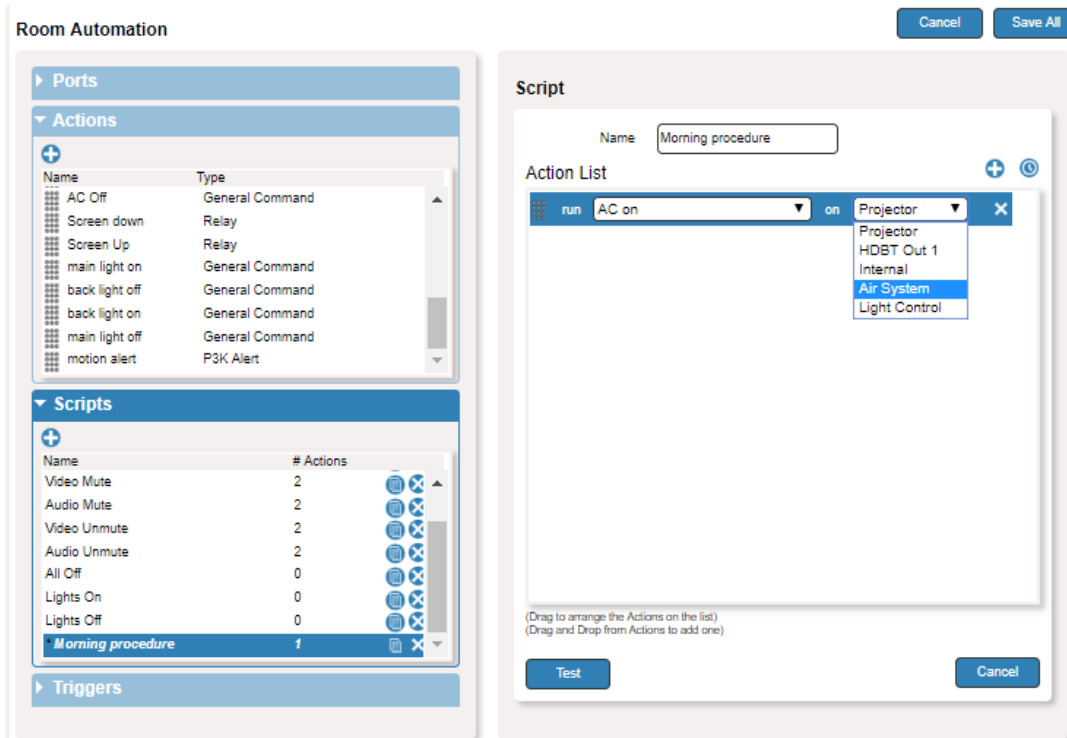 Room Automation
Cancel
Save All
Ports
Actions
Name Type
AC Off General Command
Screen down Relay
Screen Up Relay
main light on General Command
back light off General Command
back light on General Command
main light off General Command
motion alert P3K Alert
Scripts
Name # Actions
Video Mute 2
Audio Mute 2
Video Unmute 2
Audio Unmute 2
All Off 0
Lights On 0
Lights Off 0
* Morning procedure 1
Triggers
Script
Name Morning procedure
Action List
run AC on on Projector
Projector
HDBT Out 1
Internal
Air System
Light Control
(Drag to arrange the Actions on the list)
(Drag and Drop from Actions to add one)
Test
Cancel